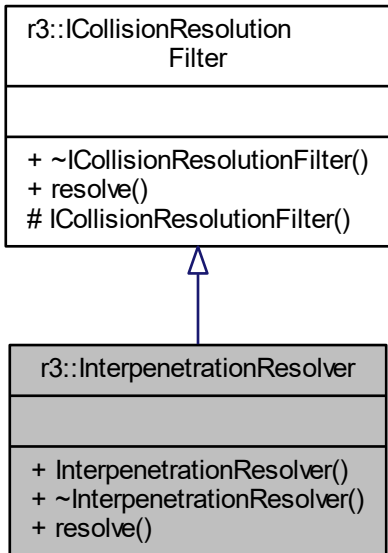 r3::ICollisionResolution
Filter
+ ~ICollisionResolutionFilter()
+ resolve()
# ICollisionResolutionFilter()
r3::InterpenetrationResolver
+ InterpenetrationResolver()
+ ~InterpenetrationResolver()
+ resolve()